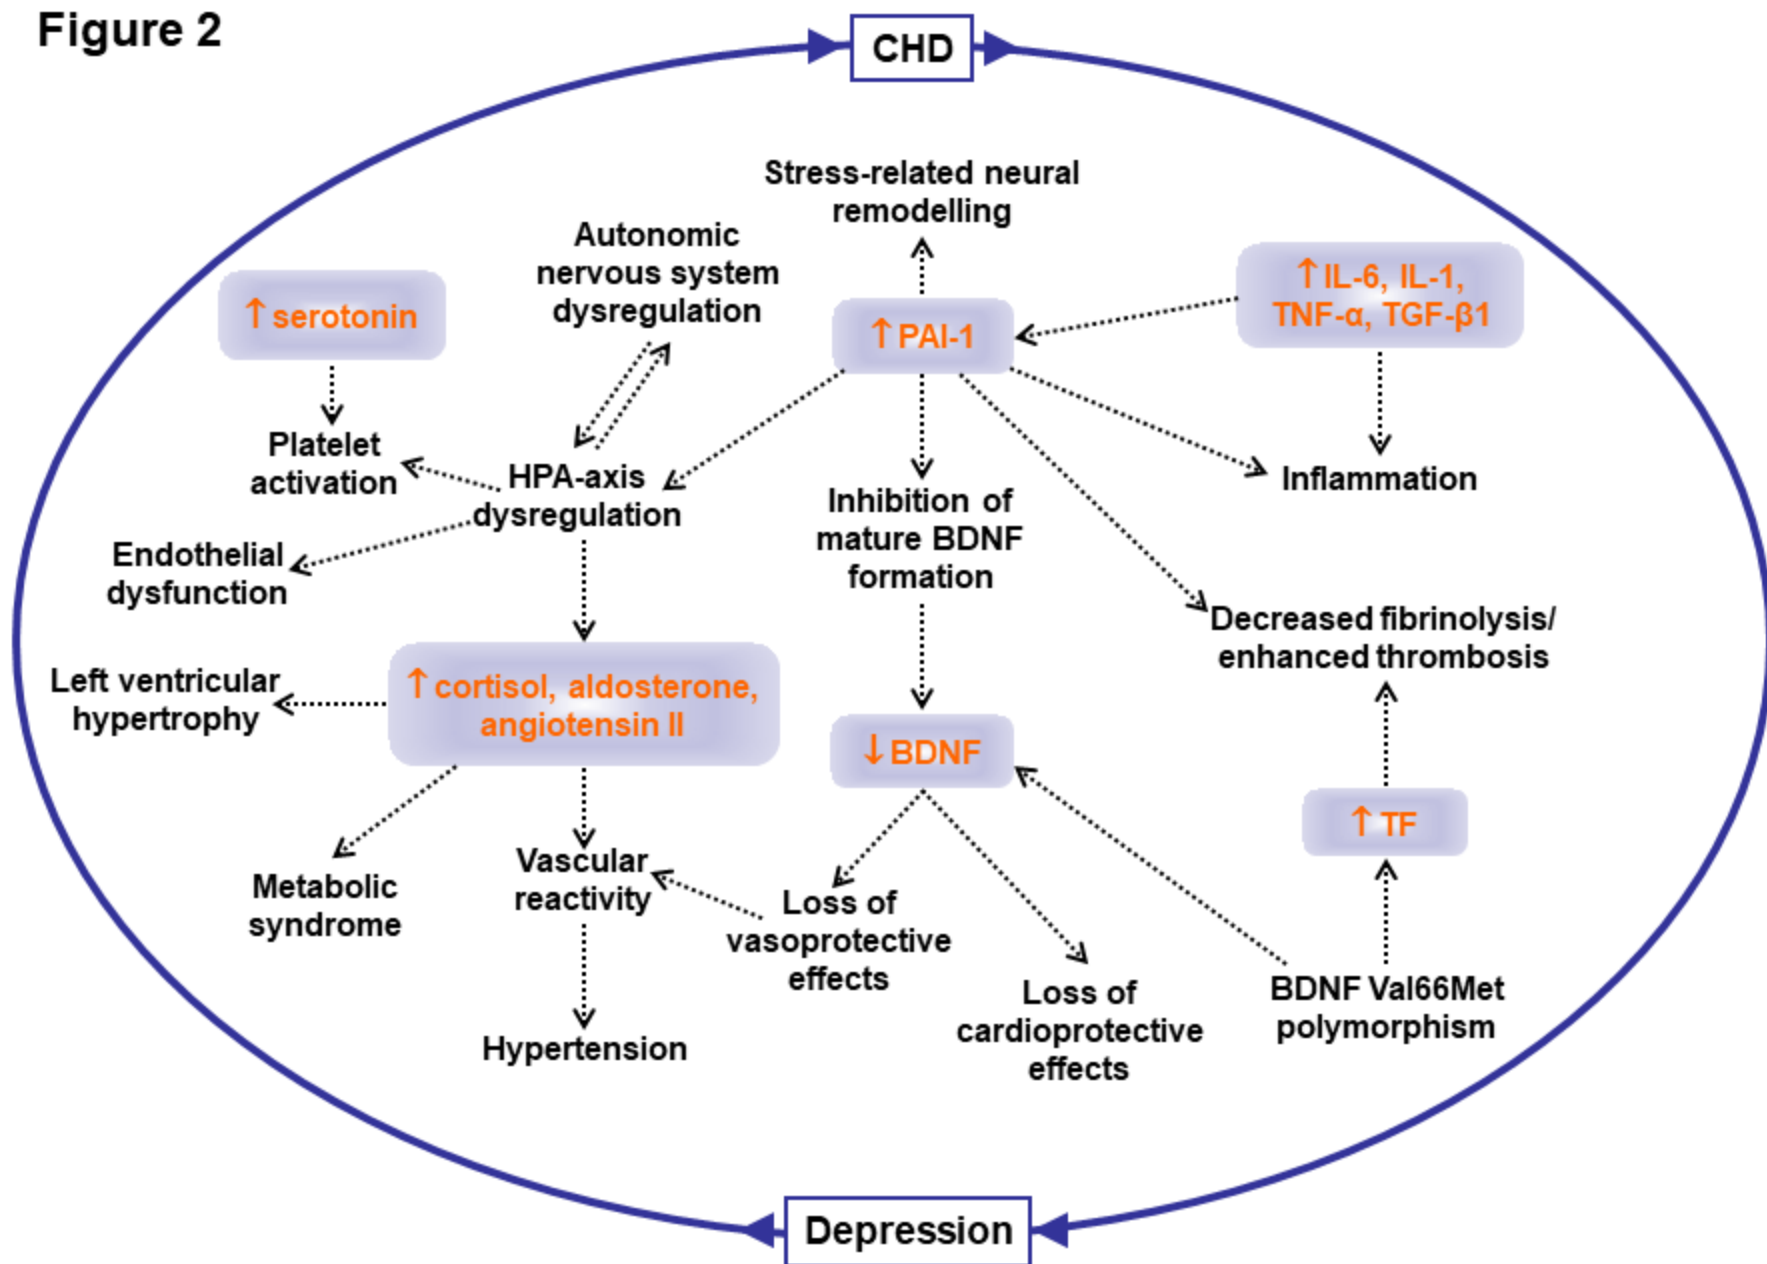 Figure 2
CHD
Stress-related neural
remodelling
Autonomic
nervous system
dysregulation
↑serotonin
↑PAI-1
↑IL-6, IL-1,
TNF-α, TGF-β1
Platelet
activation
HPA-axis
dysregulation
Inhibition of
mature BDNF
formation
Inflammation
Endothelial
dysfunction
Decreased fibrinolysis/
enhanced thrombosis
Left ventricular
hypertrophy
↑cortisol, aldosterone,
angiotensin II
↓BDNF
↑TF
Metabolic
syndrome
Vascular
reactivity
Loss of
vasoprotective
effects
Loss of
cardioprotective
effects
BDNF Val66Met
polymorphism
Hypertension
Depression